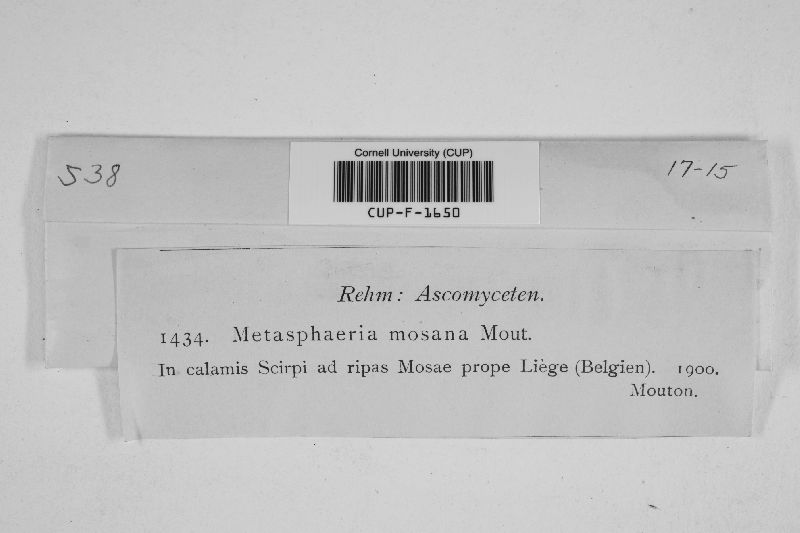 538
Cornell University (CUP)
CUP-F-1650
17-15
Rehm: Ascomyceten.
1434. Metasphaeria mosana Mout.
In calamis Scirpi ad ripas Mosae prope Liège (Belgien). 1900.
Mouton.